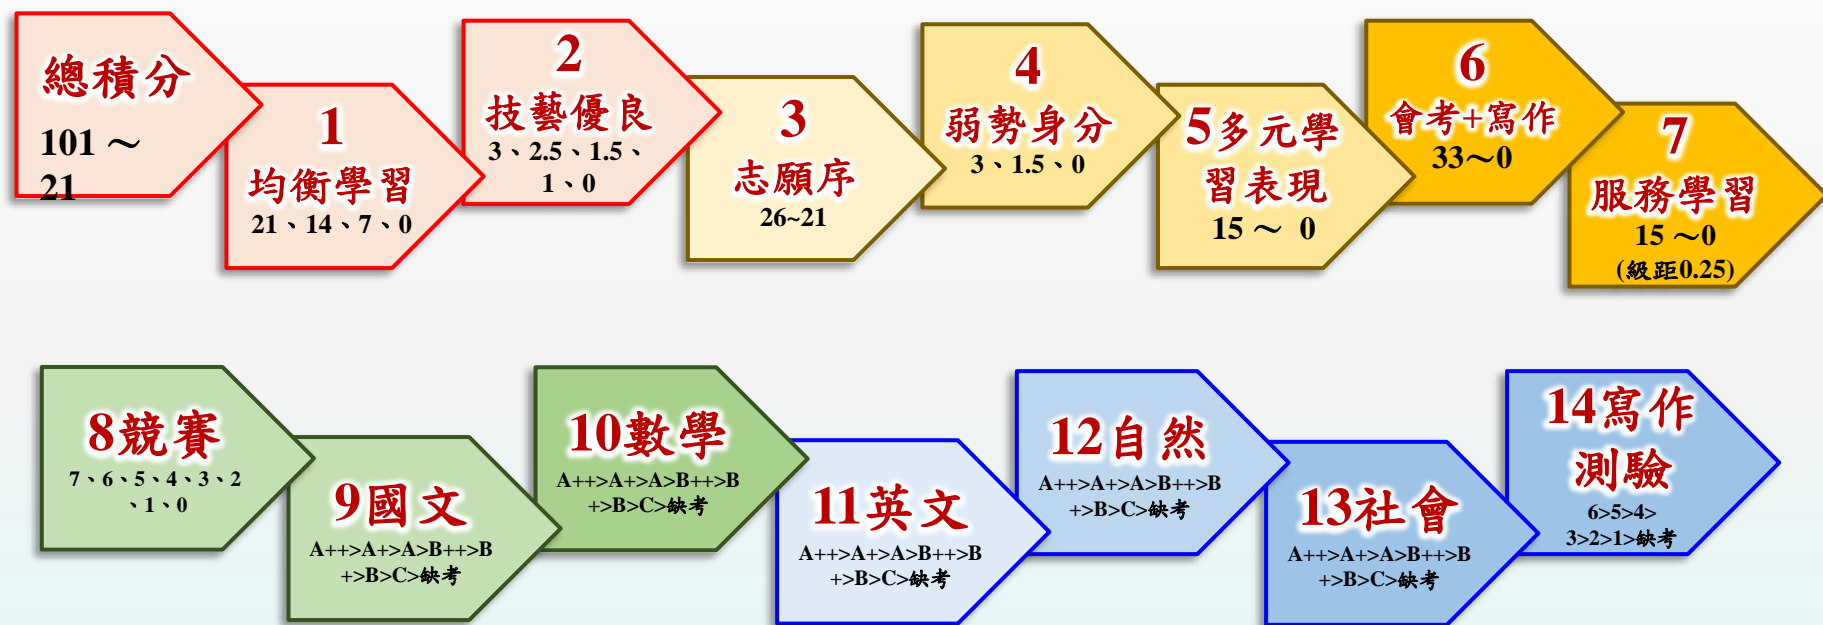 總積分
101 ～
21
1
均衡學習
21、14、7、0
2
技藝優良
3、2.5、1.5、
1、0
3
志願序
26~21
4
弱勢身分
3、1.5、0
5多元學
習表現
15 ～ 0
6
會考+寫作
33～0
7
服務學習
15 ～0
(級距0.25)
8競賽
7、6、5、4、3、2
、1、0
9國文
A++>A+>A>B++>B
+>B>C>缺考
10數學
A++>A+>A>B++>B
+>B>C>缺考
11英文
A++>A+>A>B++>B
+>B>C>缺考
12自然
A++>A+>A>B++>B
+>B>C>缺考
13社會
A++>A+>A>B++>B
+>B>C>缺考
14寫作
測驗
6>5>4>
3>2>1>缺考